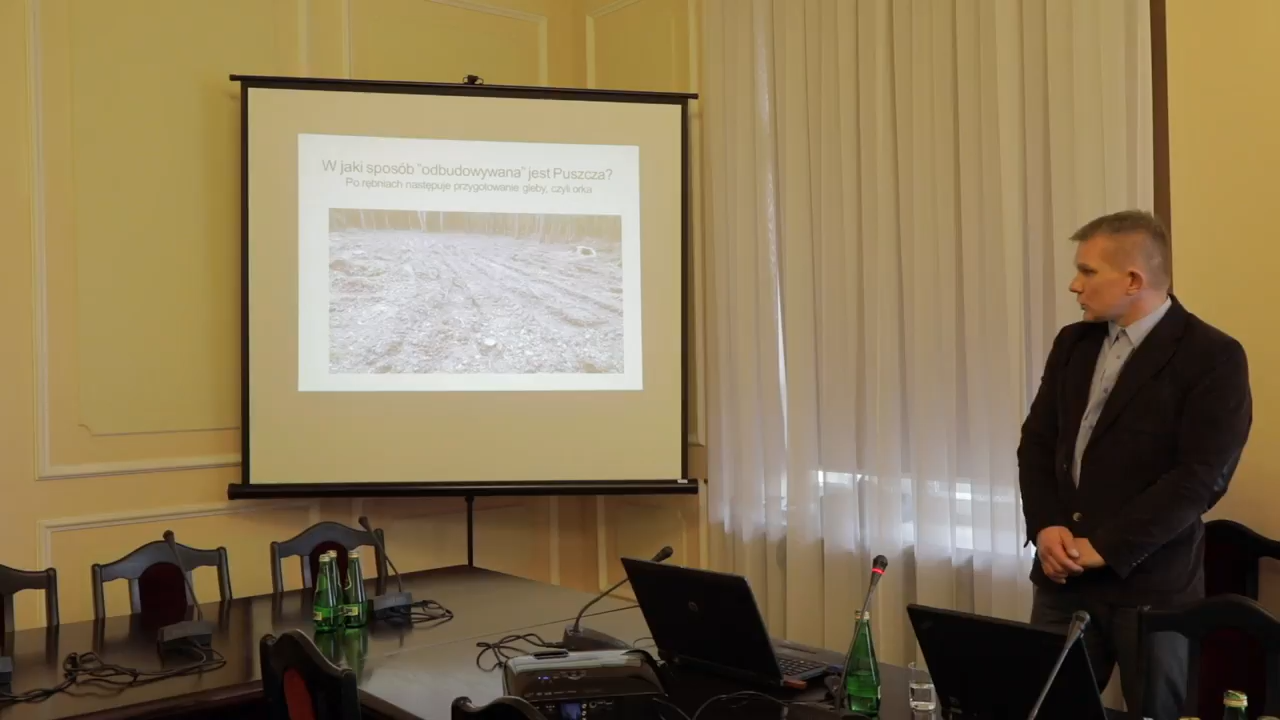 W jaki sposób "odbudowywana" jest Puszcza?
Po rębniach następuje przygotowanie gleby, czyli orka